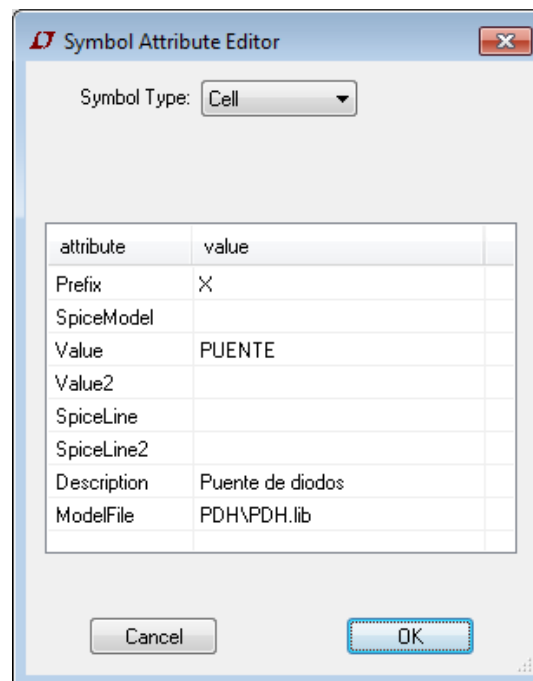 Symbol Attribute Editor
Symbol Type: Cell
attribute value
Prefix X
SpiceModel
Value PUENTE
Value2
SpiceLine
SpiceLine2
Description Puente de diodos
ModelFile PDH\PDH.lib
Cancel OK